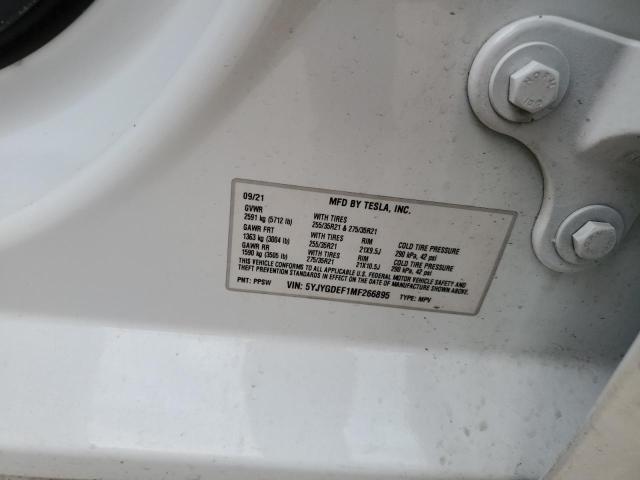 09/21 MFD BY TESLA, INC.
GVWR WITH TIRES
2591 kg (5712 lb) 255/35R21 & 275/35R21
GAWR FRT WITH TIRES RIM COLD TIRE PRESSURE
1363 kg (3004 lb) 255/35R21 21X9.5J 290 kPa, 42 psi
GAWR RR WITH TIRES RIM COLD TIRE PRESSURE
1590 kg (3505 lb) 275/35R21 21X10.5J 290 kPa, 42 psi
THIS VEHICLE CONFORMS TO ALL APPLICABLE U.S. FEDERAL MOTOR VEHICLE SAFETY AND
THEFT PREVENTION STANDARDS IN EFFECT ON THE DATE OF MANUFACTURE SHOWN ABOVE.
PNT: PPSW VIN: 5YJYGDEF1MF266895 TYPE: MPV